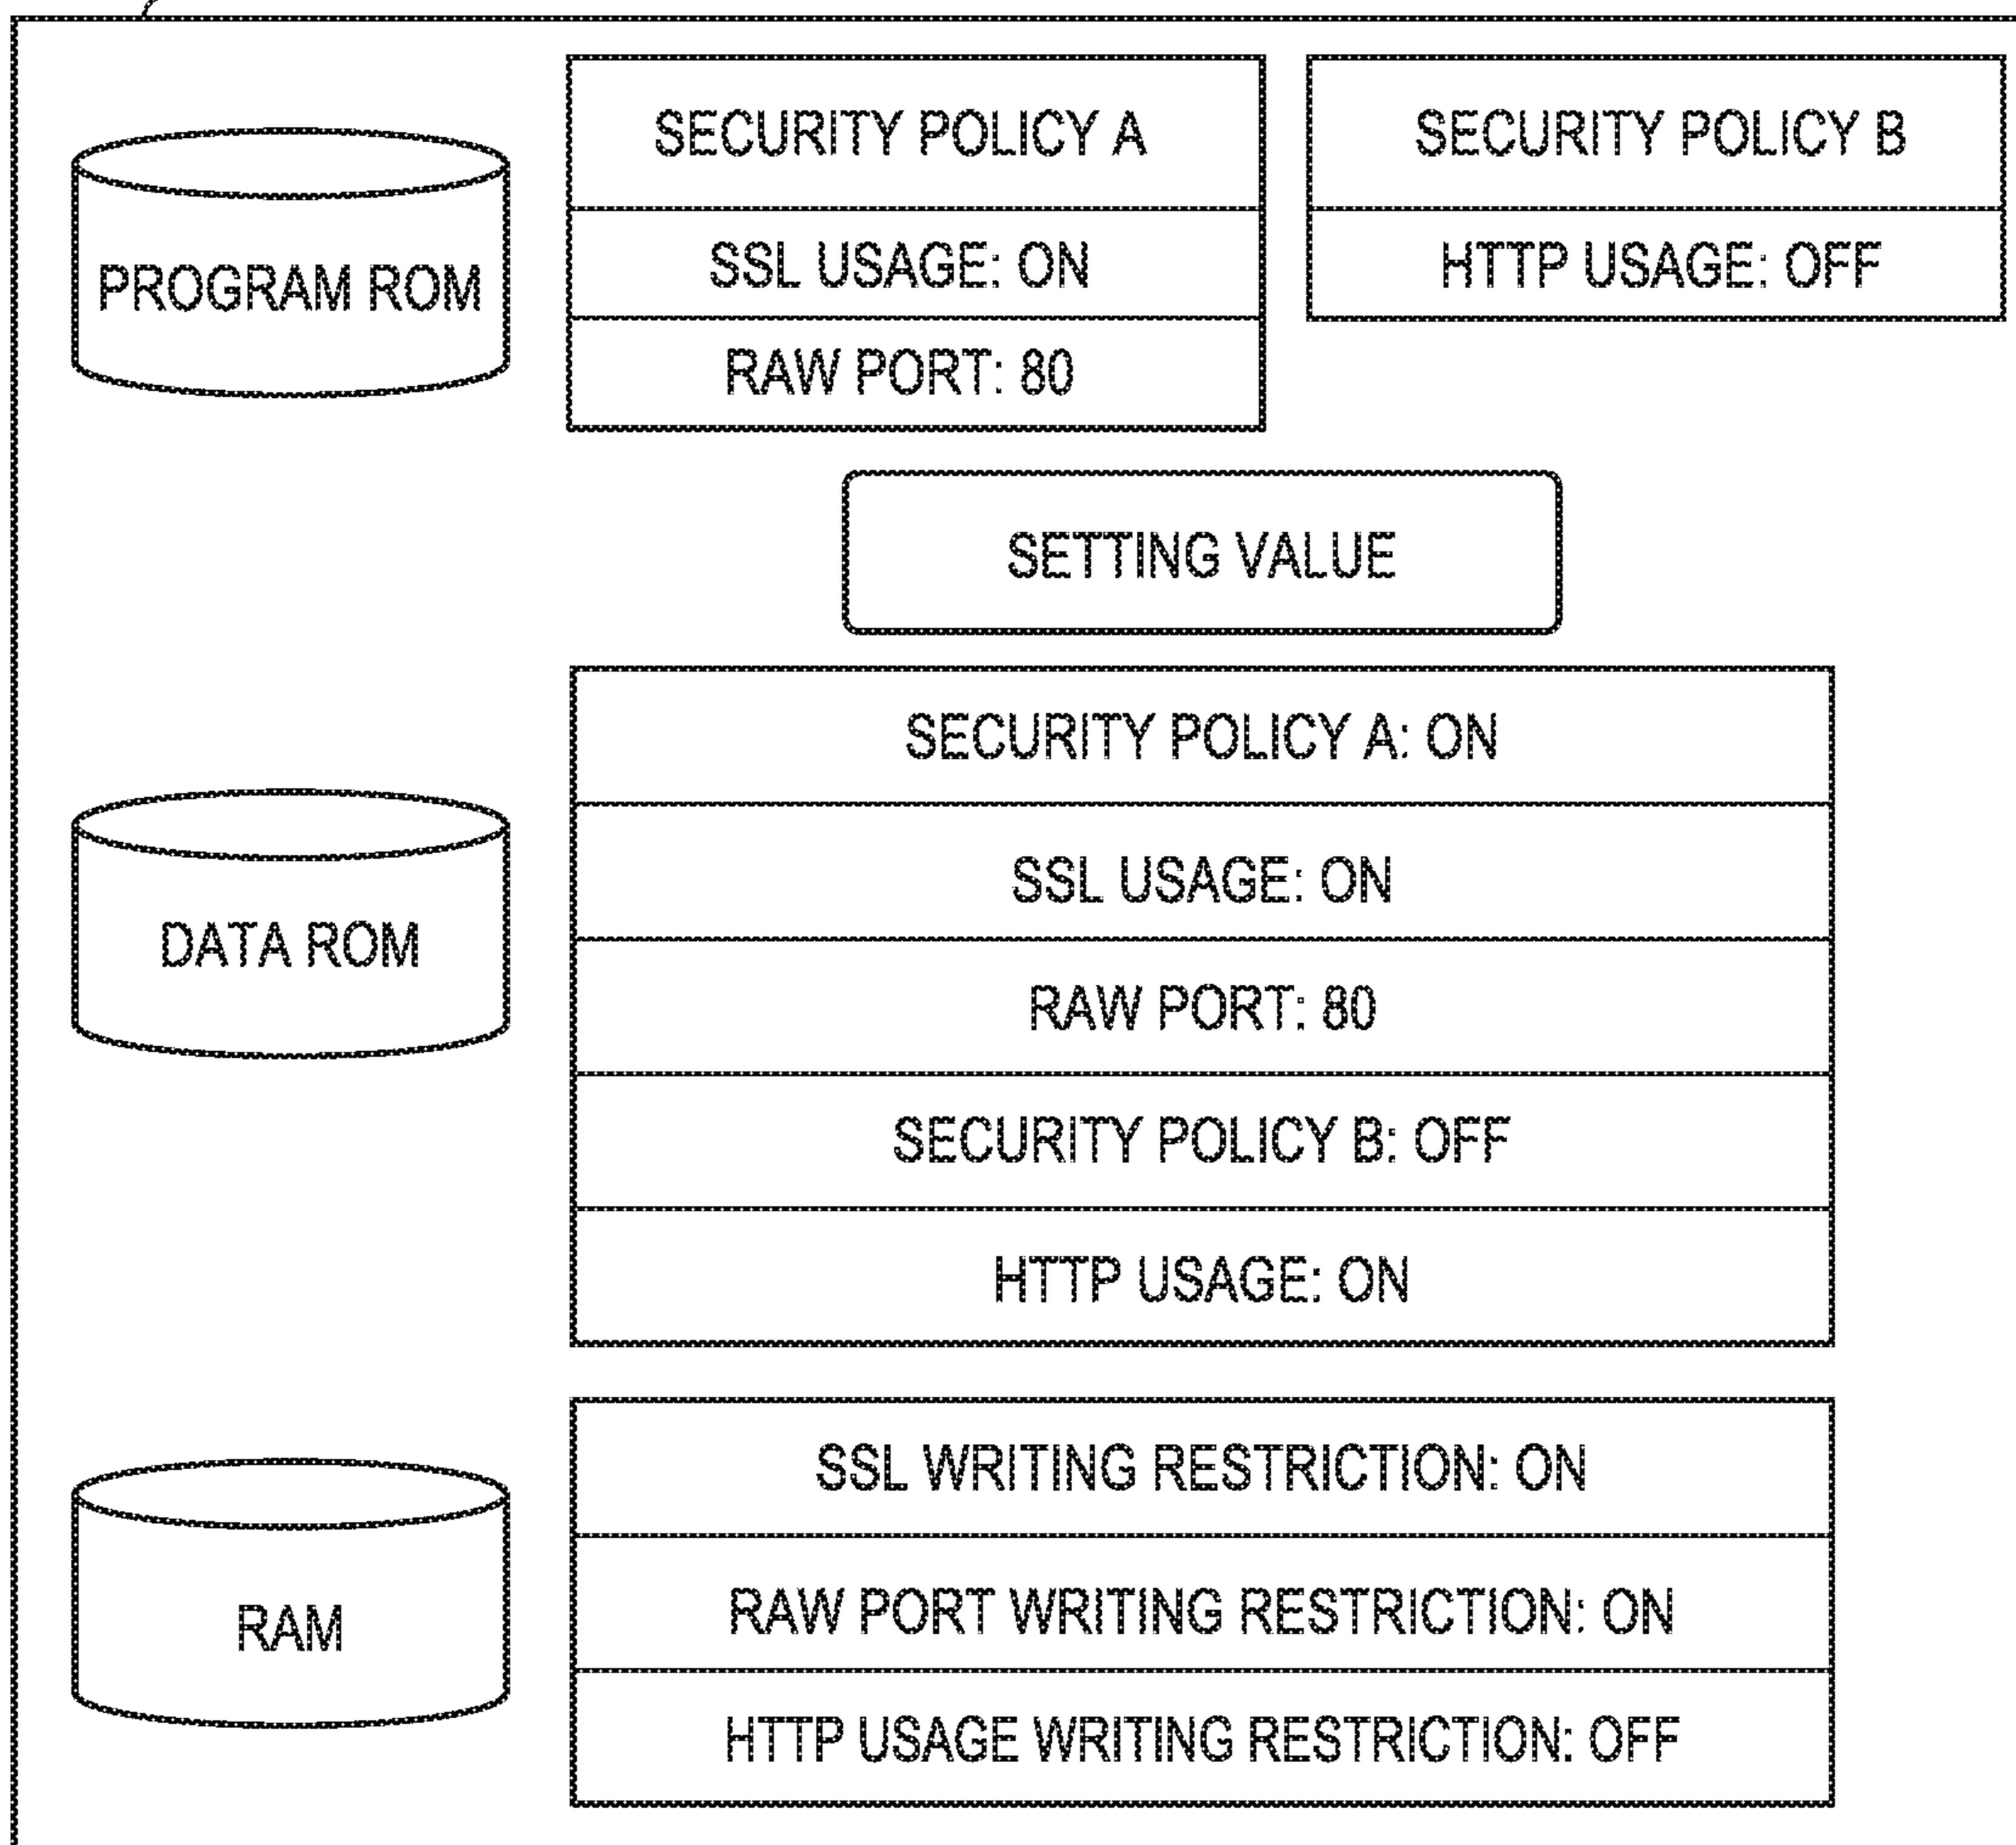 PROGRAM ROM
SECURITY POLICY A
SSL USAGE: ON
RAW PORT: 80
SECURITY POLICY B
HTTP USAGE: OFF
SETTING VALUE
DATA ROM
SECURITY POLICY A: ON
SSL USAGE: ON
RAW PORT: 80
SECURITY POLICY B: OFF
HTTP USAGE: ON
RAM
SSL WRITING RESTRICTION: ON
RAW PORT WRITING RESTRICTION: ON
HTTP USAGE WRITING RESTRICTION: OFF